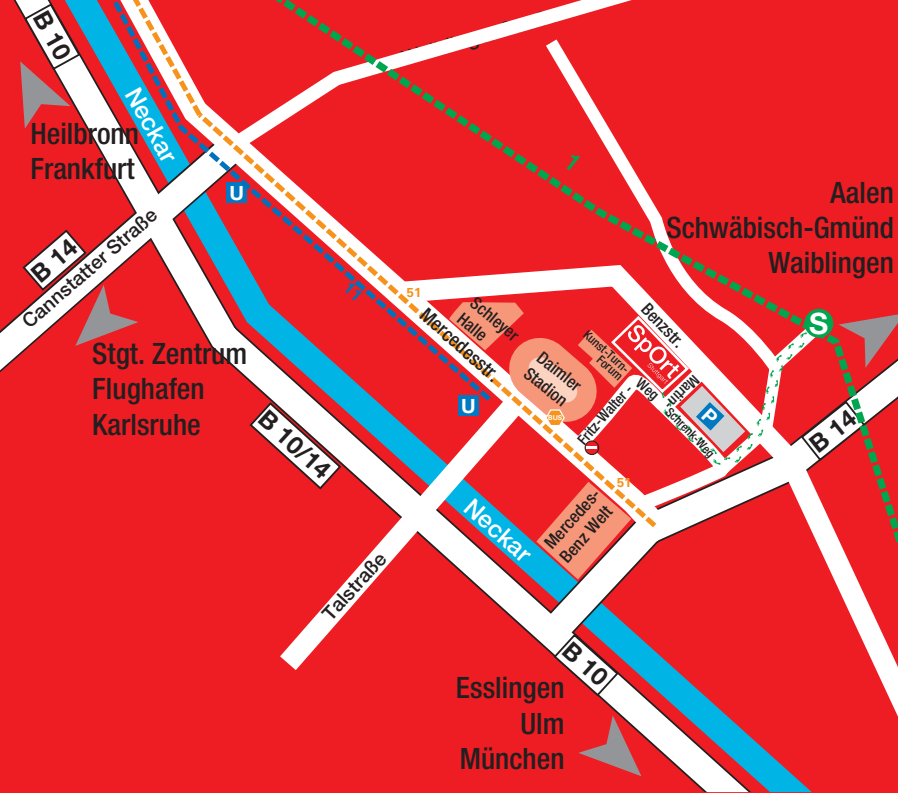 B 10
Neckar
Heilbronn
Frankfurt
U
1
Aalen
Schwäbisch-Gmünd
Waiblingen
B 14
Cannstatter Straße
11
51
Schleyer
Halle
Benzstr.
S
Mercedesstr.
Kunst-Turn-
Forum
SpOrt
Stuttgart
Stgt. Zentrum
Flughafen
Karlsruhe
Daimler
Stadion
U
BUS
Fritz-Walter
Weg
Martin-
Schrenk-Weg
P
B 14
B 10/14
51
Mercedes-
Benz Welt
Neckar
Talstraße
B 10
Esslingen
Ulm
München